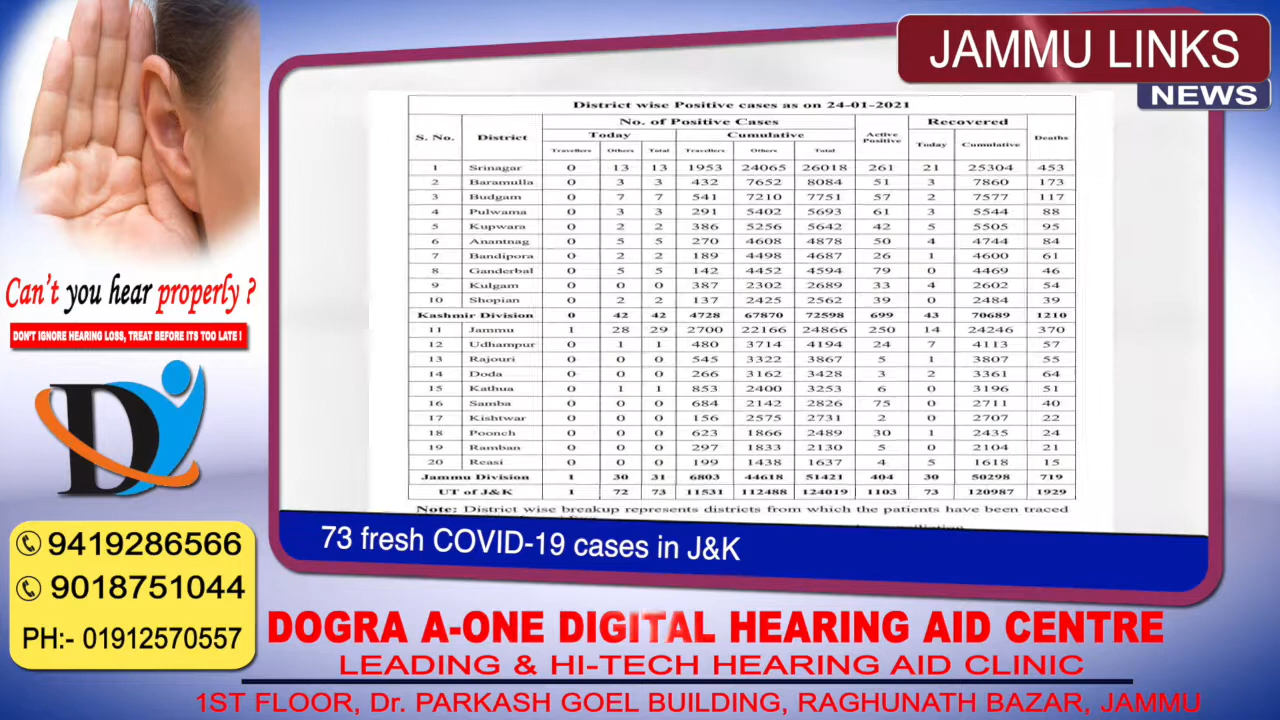 JAMMU LINKS
NEWS
District wise Positive cases as on 24-01-2021
S. No. District No. of Positive Cases Active Positive Recovered Deaths
Today Cumulative Today Cumulative
Travellers Others Total Travellers Others Total
1 Srinagar 0 13 13 1953 24065 26018 261 21 25304 453
2 Baramulla 0 3 3 432 7652 8084 51 3 7860 173
3 Budgam 0 7 7 541 7210 7751 57 2 7577 117
4 Pulwama 0 3 3 291 5402 5693 61 3 5544 88
5 Kupwara 0 2 2 386 5256 5642 42 5 5505 95
6 Anantnag 0 5 5 270 4608 4878 50 4 4744 84
7 Bandipora 0 2 2 189 4498 4687 26 1 4600 61
8 Ganderbal 0 5 5 142 4452 4594 79 0 4469 46
9 Kulgam 0 0 0 387 2302 2689 33 4 2602 54
10 Shopian 0 2 2 137 2425 2562 39 0 2484 39
Kashmir Division 0 42 42 4728 67870 72598 699 43 70689 1210
11 Jammu 1 28 29 2700 22166 24866 250 14 24246 370
12 Udhampur 0 1 1 480 3714 4194 24 7 4113 57
13 Rajouri 0 0 0 545 3322 3867 5 1 3807 55
14 Doda 0 0 0 266 3162 3428 3 2 3361 64
15 Kathua 0 1 1 853 2400 3253 6 0 3196 51
16 Samba 0 0 0 684 2142 2826 75 0 2711 40
17 Kishtwar 0 0 0 156 2575 2731 2 0 2707 22
18 Poonch 0 0 0 623 1866 2489 30 1 2435 24
19 Ramban 0 0 0 297 1833 2130 5 0 2104 21
20 Reasi 0 0 0 199 1438 1637 4 5 1618 15
Jammu Division 1 30 31 6803 44618 51421 404 30 50298 719
UT of J&K 1 72 73 11531 112488 124019 1103 73 120987 1929
Note: District wise breakup represents districts from which the patients have been traced
73 fresh COVID-19 cases in J&K
Can't you hear properly ?
DON'T IGNORE HEARING LOSS, TREAT BEFORE ITS TOO LATE !
D
9419286566
9018751044
PH:- 01912570557
DOGRA A-ONE DIGITAL HEARING AID CENTRE
LEADING & HI-TECH HEARING AID CLINIC
1ST FLOOR, Dr. PARKASH GOEL BUILDING, RAGHUNATH BAZAR, JAMMU